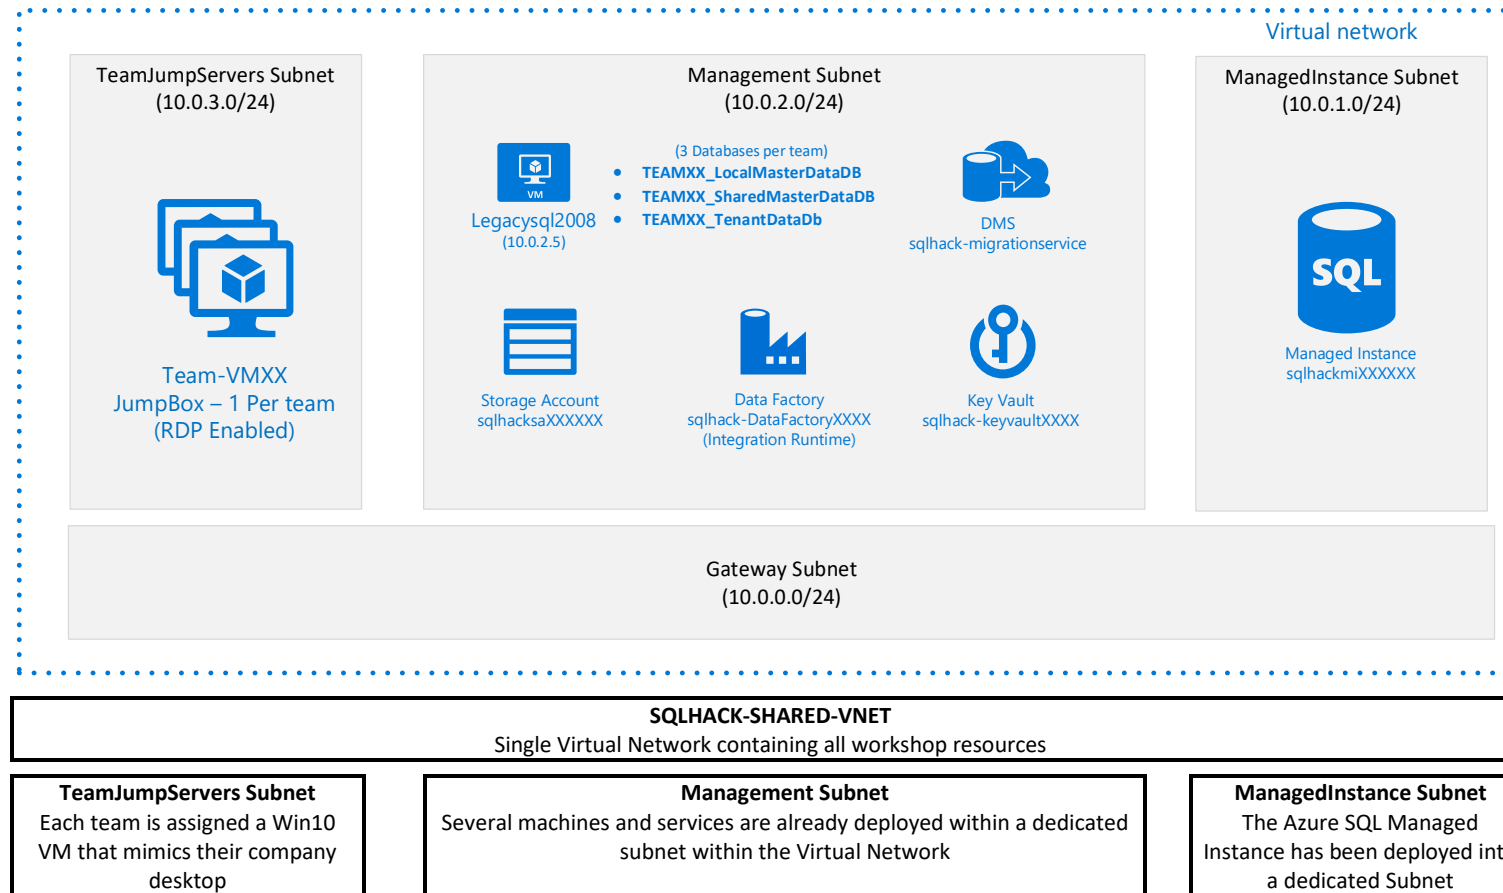 Virtual network
TeamJumpServers Subnet
(10.0.3.0/24)
Team-VMXX
JumpBox – 1 Per team
(RDP Enabled)
Management Subnet
(10.0.2.0/24)
VM
Legacysql2008
(10.0.2.5)
(3 Databases per team)
• TEAMXX_LocalMasterDataDB
• TEAMXX_SharedMasterDataDB
• TEAMXX_TenantDataDb
DMS
sqlhack-migrationservice
Storage Account
sqlhacksaXXXXXX
Data Factory
sqlhack-DataFactoryXXXX
(Integration Runtime)
Key Vault
sqlhack-keyvaultXXXX
ManagedInstance Subnet
(10.0.1.0/24)
SQL
Managed Instance
sqlhackmiXXXXXX
Gateway Subnet
(10.0.0.0/24)
SQLHACK-SHARED-VNET
Single Virtual Network containing all workshop resources
TeamJumpServers Subnet
Each team is assigned a Win10
VM that mimics their company
desktop
Management Subnet
Several machines and services are already deployed within a dedicated
subnet within the Virtual Network
ManagedInstance Subnet
The Azure SQL Managed
Instance has been deployed int
a dedicated Subnet